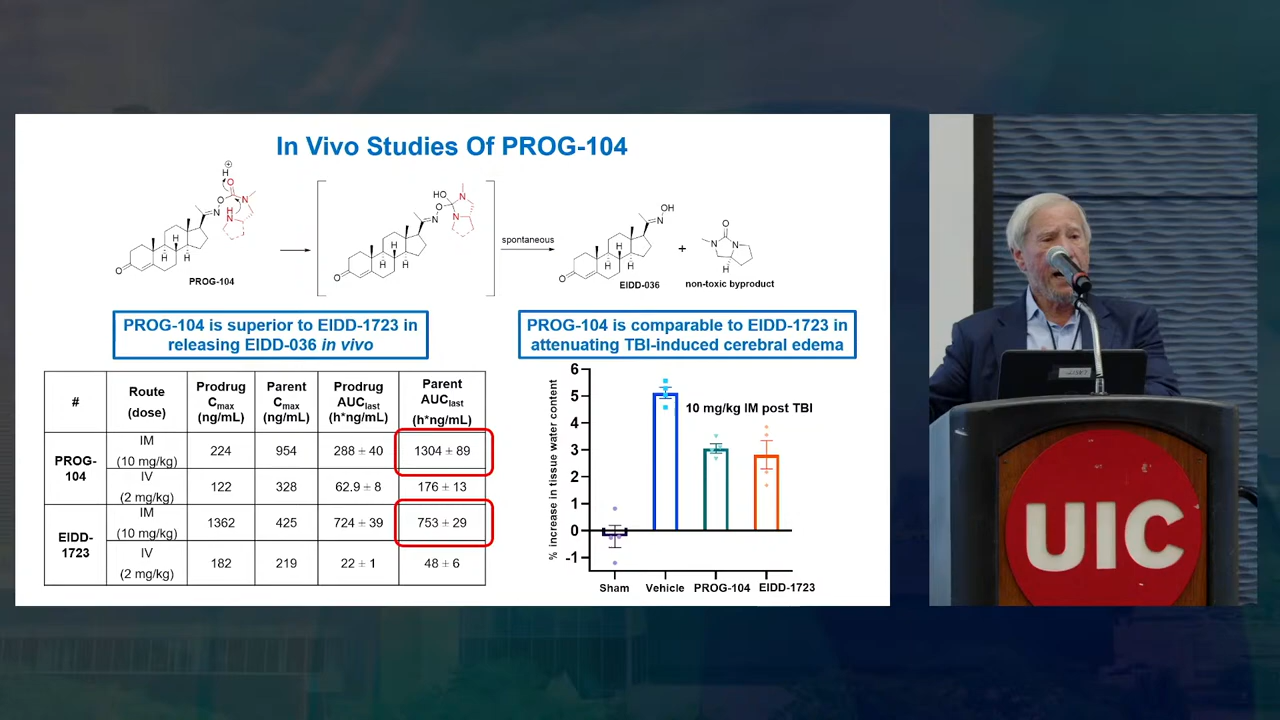 In Vivo Studies Of PROG-104
H
O
O
N
N
H
N
H
H
H
O
PROG-104
HO
O
N
N
N
H
H
H
O
spontaneous
OH
N
H
H
H
O
EIDD-036
+
O
N
N
H
non-toxic byproduct
PROG-104 is superior to EIDD-1723 in
releasing EIDD-036 in vivo
PROG-104 is comparable to EIDD-1723 in
attenuating TBI-induced cerebral edema
# Route (dose) Prodrug Cmax (ng/mL) Parent Cmax (ng/mL) Prodrug AUClast (h*ng/mL) Parent AUClast (h*ng/mL)
PROG-104 IM (10 mg/kg) 224 954 288 ± 40 1304 ± 89
IV (2 mg/kg) 122 328 62.9 ± 8 176 ± 13
EIDD-1723 IM (10 mg/kg) 1362 425 724 ± 39 753 ± 29
IV (2 mg/kg) 182 219 22 ± 1 48 ± 6
% increase in tissue water content
6
5
4
3
2
1
0
-1
10 mg/kg IM post TBI
Sham Vehicle PROG-104 EIDD-1723
UIC